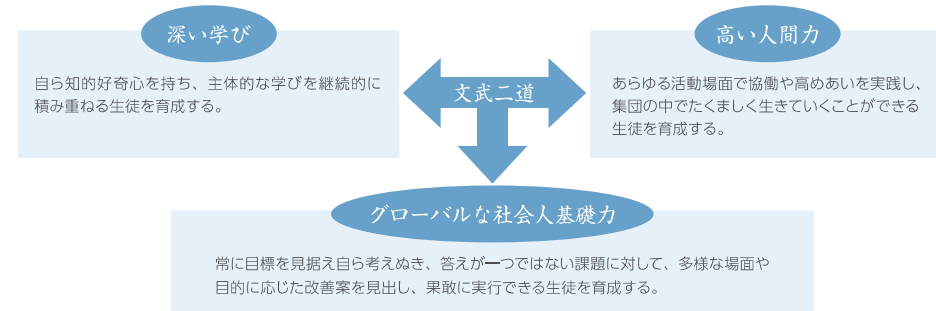 深い学び
自ら知的好奇心を持ち、主体的な学びを継続的に
積み重ねる生徒を育成する。
文武二道
高い人間力
あらゆる活動場面で協働や高めあいを実践し、
集団の中でたくましく生きていくことができる
生徒を育成する。
グローバルな社会人基礎力
常に目標を見据え自ら考えぬき、答えが一つではない課題に対して、多様な場面や
目的に応じた改善案を見出し、果敢に実行できる生徒を育成する。